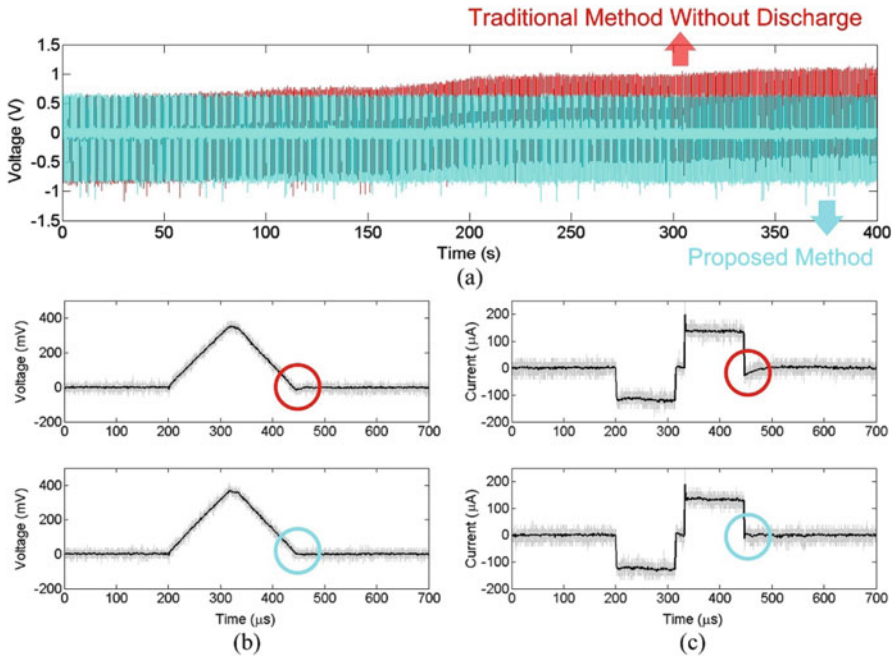 Traditional Method Without Discharge
1.5
1
0.5
0
-0.5
-1
-1.5
Voltage (V)
0 50 100 150 200 250 300 350 400
Time (s)
Proposed Method
(a)
400
200
0
-200
Voltage (mV)
0 100 200 300 400 500 600 700
200
100
0
-100
-200
Current (µA)
0 100 200 300 400 500 600 700
400
200
0
-200
Voltage (mV)
0 100 200 300 400 500 600 700
Time (µs)
(b)
200
100
0
-100
-200
Current (µA)
0 100 200 300 400 500 600 700
Time (µs)
(c)